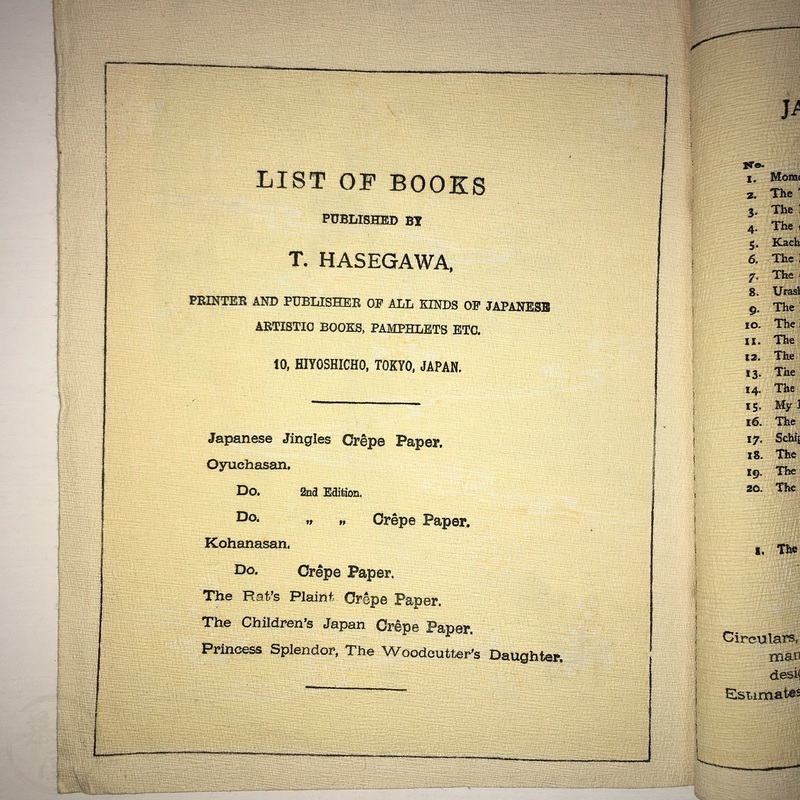 LIST OF BOOKS
PUBLISHED BY
T. HASEGAWA,
PRINTER AND PUBLISHER OF ALL KINDS OF JAPANESE
ARTISTIC BOOKS, PAMPHLETS ETC.
10, HIYOSHICHO, TOKYO, JAPAN.
Japanese Jingles Crêpe Paper.
Oyuchasan.
Do. 2nd Edition.
Do. „ „ Crêpe Paper.
Kohanasan.
Do. Crêpe Paper.
The Rat's Plaint Crêpe Paper.
The Children's Japan Crêpe Paper.
Princess Splendor, The Woodcutter's Daughter.
No.
1.
2. The
3. The
4. The
5.
6. The
7. The
8.
9. The
10. The
11. The
12. The
13. The
14. The
15. My
16. The
17.
18. The
19. The
20. The
1. The
Circulars,
Estimates